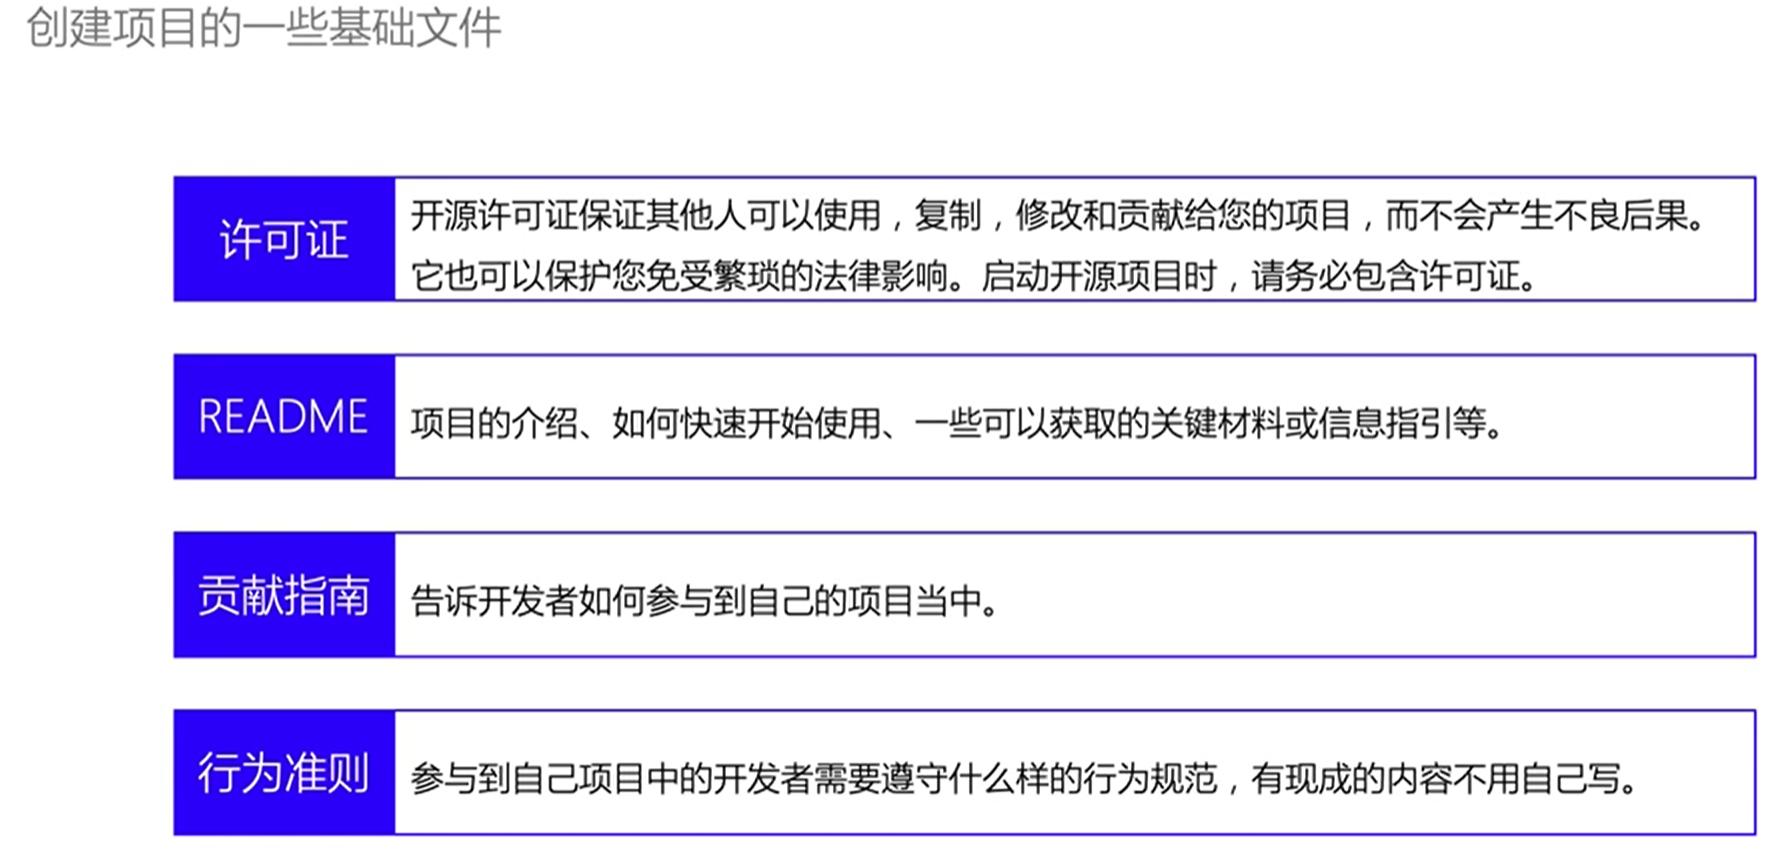 创建项目的一些基础文件
许可证
开源许可证保证其他人可以使用，复制，修改和贡献给您的项目，而不会产生不良后果。
它也可以保护您免受繁琐的法律影响。启动开源项目时，请务必包含许可证。
README
项目的介绍、如何快速开始使用、一些可以获取的关键材料或信息指引等。
贡献指南
告诉开发者如何参与到自己的项目当中。
行为准则
参与到自己项目中的开发者需要遵守什么样的行为规范，有现成的内容不用自己写。